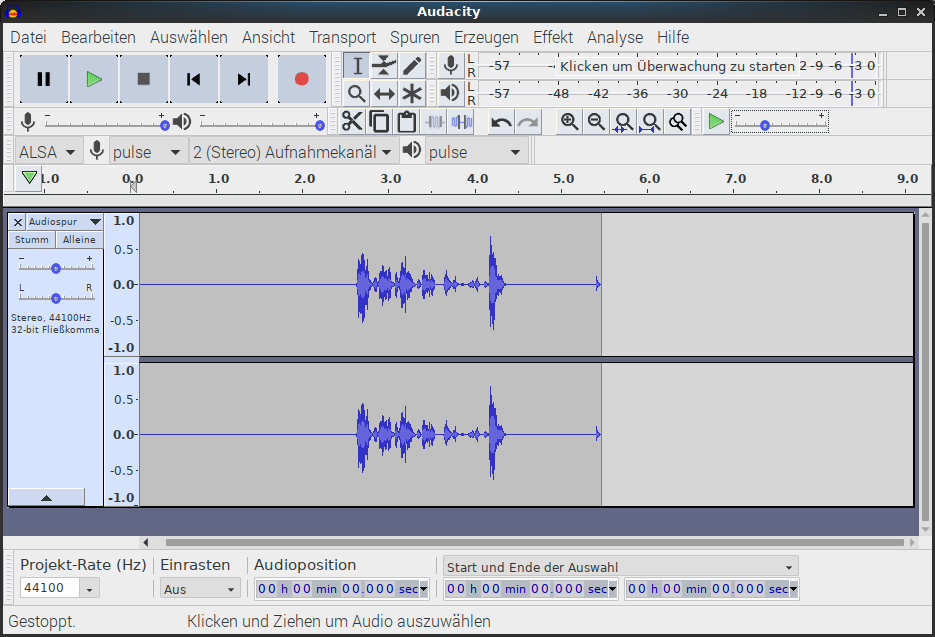 Audacity
Datei Bearbeiten Auswählen Ansicht Transport Spuren Erzeugen Effekt Analyse Hilfe
L R -57 Klicken um Überwachung zu starten 2 -9 -6 -3 0
L R -57 -48 -42 -36 -30 -24 -18 -12 -9 -6 -3 0
- + - + - +
ALSA pulse 2 (Stereo) Aufnahmekanäl pulse
1.0 0.0 1.0 2.0 3.0 4.0 5.0 6.0 7.0 8.0 9.0
Audiospur
Stumm Alleine
- +
L R
Stereo, 44100Hz
32-bit Fließkomma
1.0
0.5
0.0
-0.5
-1.0
1.0
0.5
0.0
-0.5
-1.0
Projekt-Rate (Hz) Einrasten Audioposition Start und Ende der Auswahl
44100 Aus 00 h 00 min 00.000 sec 00 h 00 min 00.000 sec 00 h 00 min 00.000 sec
Gestoppt. Klicken und Ziehen um Audio auszuwählen